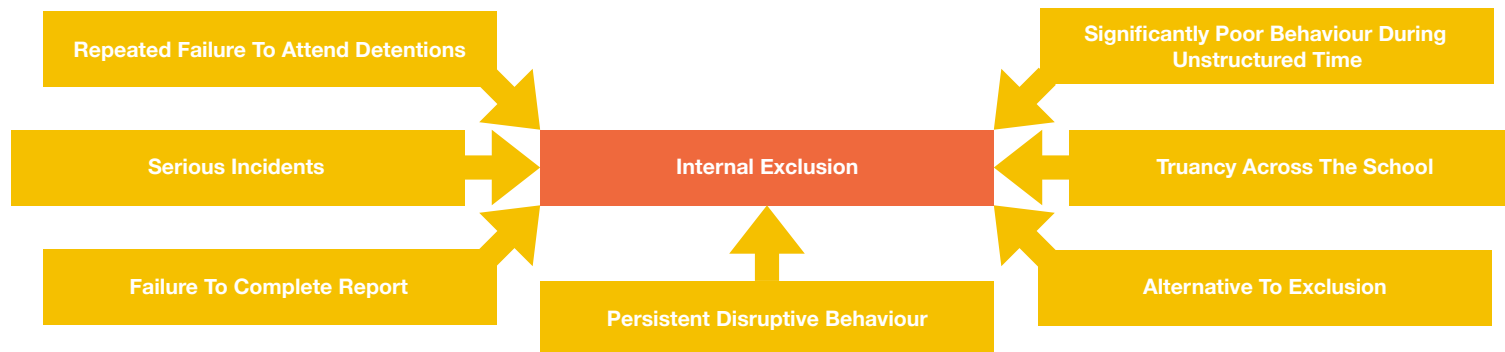 Repeated Failure To Attend Detentions
Significantly Poor Behaviour During
Unstructured Time
Serious Incidents
Internal Exclusion
Truancy Across The School
Failure To Complete Report
Persistent Disruptive Behaviour
Alternative To Exclusion